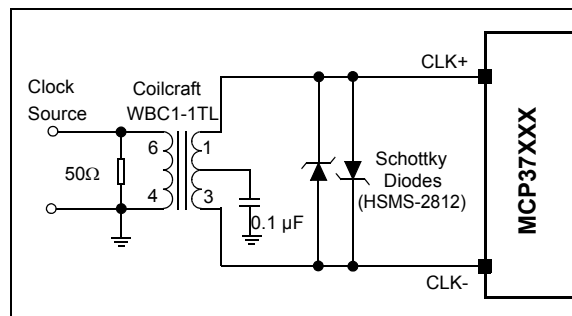 Clock
Source
Coilcraft
WBC1-1TL
6
1
50Ω
4
3
0.1 µF
CLK+
Schottky
Diodes
(HSMS-2812)
CLK-
MCP37XXX